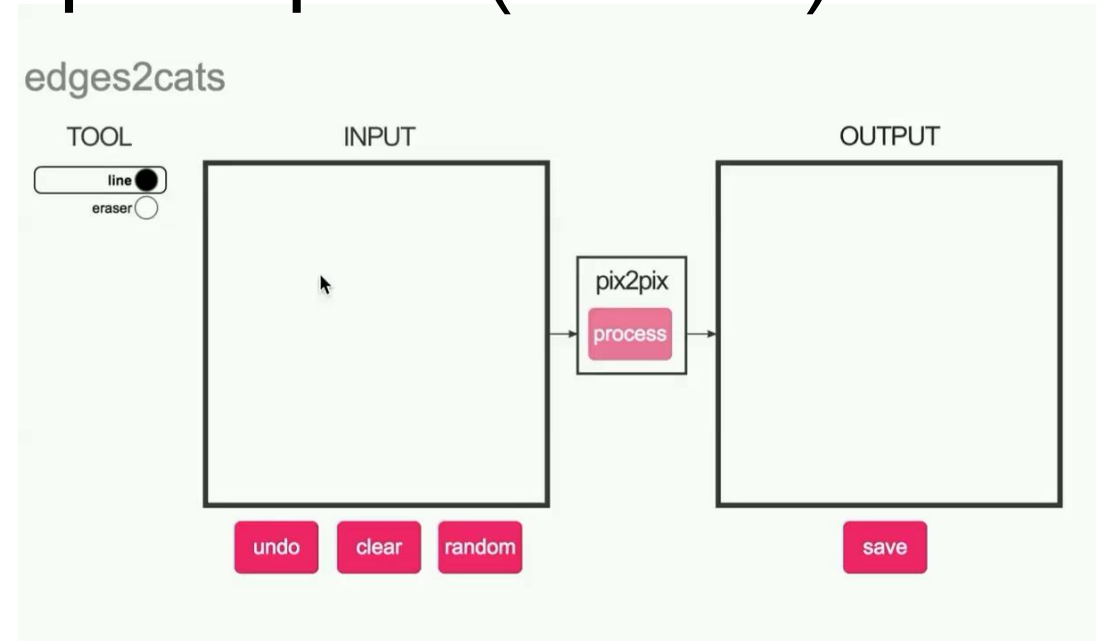 edges2cats
TOOL
INPUT
OUTPUT
line
eraser
pix2pix
process
undo
clear
random
save